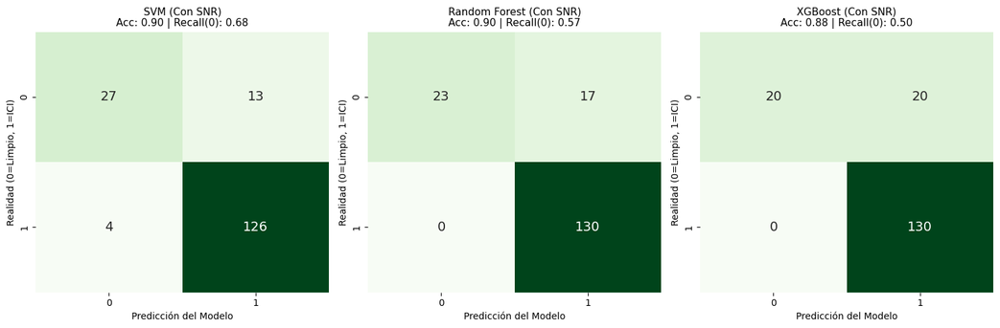 SVM (Con SNR)
Acc: 0.90 | Recall(0): 0.68
Realidad (0=Limpio, 1=ICI)
0
27
13
1
4
126
0
1
Predicción del Modelo
Random Forest (Con SNR)
Acc: 0.90 | Recall(0): 0.57
Realidad (0=Limpio, 1=ICI)
0
23
17
1
0
130
0
1
Predicción del Modelo
XGBoost (Con SNR)
Acc: 0.88 | Recall(0): 0.50
Realidad (0=Limpio, 1=ICI)
0
20
20
1
0
130
0
1
Predicción del Modelo